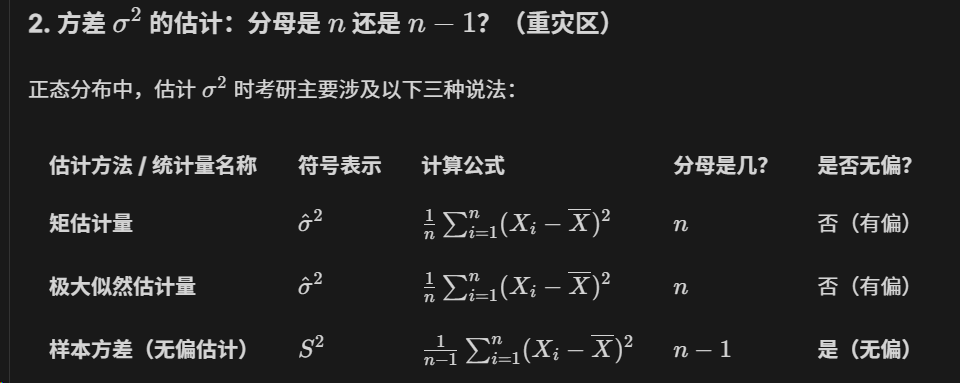 2. 方差 σ² 的估计：分母是 n 还是 n − 1？（重灾区）
正态分布中，估计 σ² 时考研主要涉及以下三种说法：
估计方法 / 统计量名称 符号表示 计算公式 分母是几？ 是否无偏？
矩估计量 σ̂² 1/n ∑ᵢ₌₁ⁿ(Xᵢ − X̅)² n 否（有偏）
极大似然估计量 σ̂² 1/n ∑ᵢ₌₁ⁿ(Xᵢ − X̅)² n 否（有偏）
样本方差（无偏估计） S² 1/(n−1) ∑ᵢ₌₁ⁿ(Xᵢ − X̅)² n − 1 是（无偏）